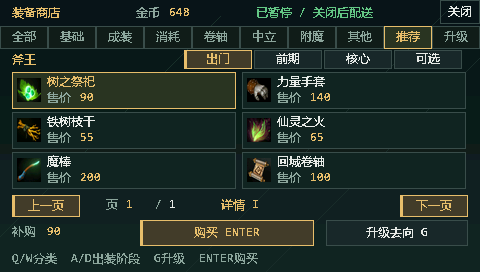 装备商店 金币 648 已暂停 / 关闭后配送 关闭
全部 基础 成装 消耗 卷轴 中立 附魔 其他 推荐 升级
斧王 出门 前期 核心 可选
树之祭祀 力量手套
售价 90 售价 140
铁树枝干 仙灵之火
售价 55 售价 65
魔棒 回城卷轴
售价 200 售价 100
上一页 页 1 / 1 详情 I 下一页
补购 90 购买 ENTER 升级去向 G
Q/W分类 A/D出装阶段 G升级 ENTER购买